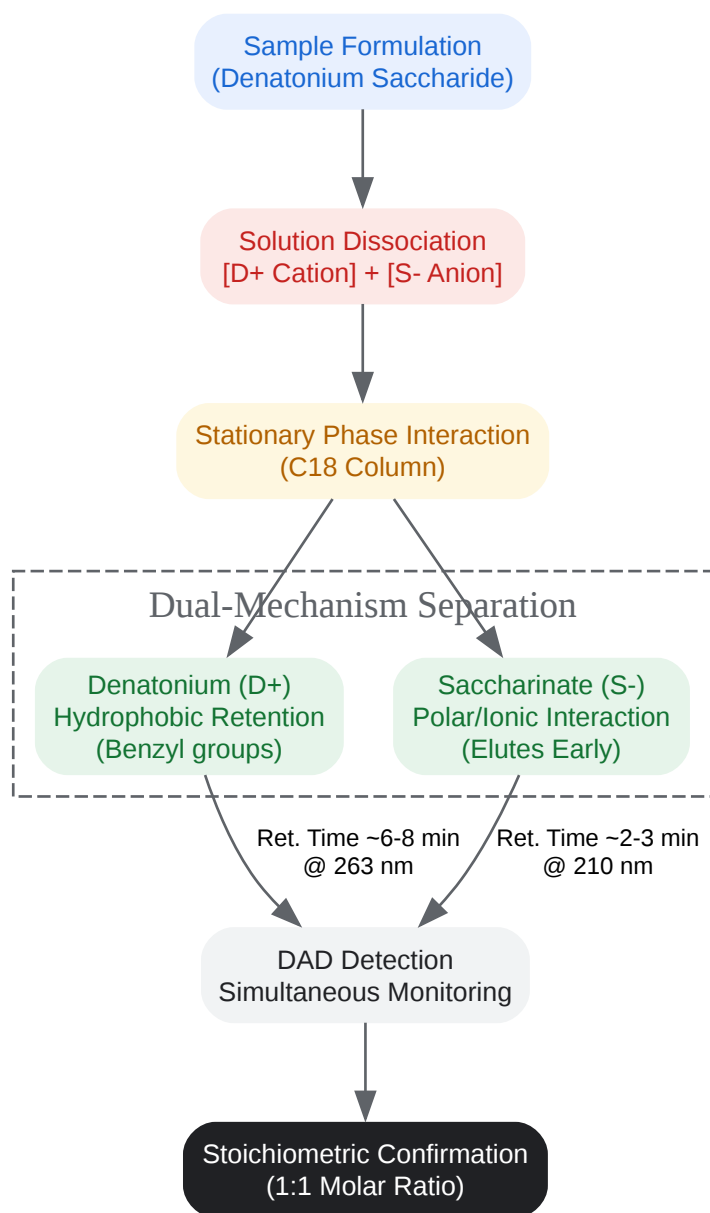 Sample Formulation
(Denatonium Saccharide)
Solution Dissociation
[D+ Cation] + [S- Anion]
Stationary Phase Interaction
(C18 Column)
Dual-Mechanism Separation
Denatonium (D+)
Hydrophobic Retention
(Benzyl groups)
Saccharinate (S-)
Polar/Ionic Interaction
(Elutes Early)
Ret. Time ~6-8 min
@ 263 nm
Ret. Time ~2-3 min
@ 210 nm
DAD Detection
Simultaneous Monitoring
Stoichiometric Confirmation
(1:1 Molar Ratio)